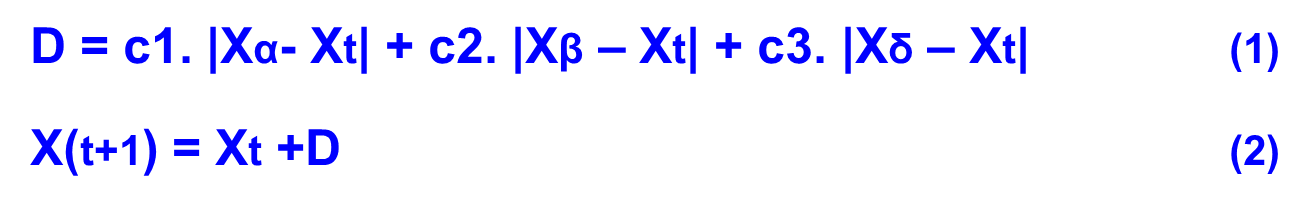 D = c1. |Xα- Xt| + c2. |Xβ – Xt| + c3. |Xδ – Xt| (1)
X(t+1) = Xt +D (2)